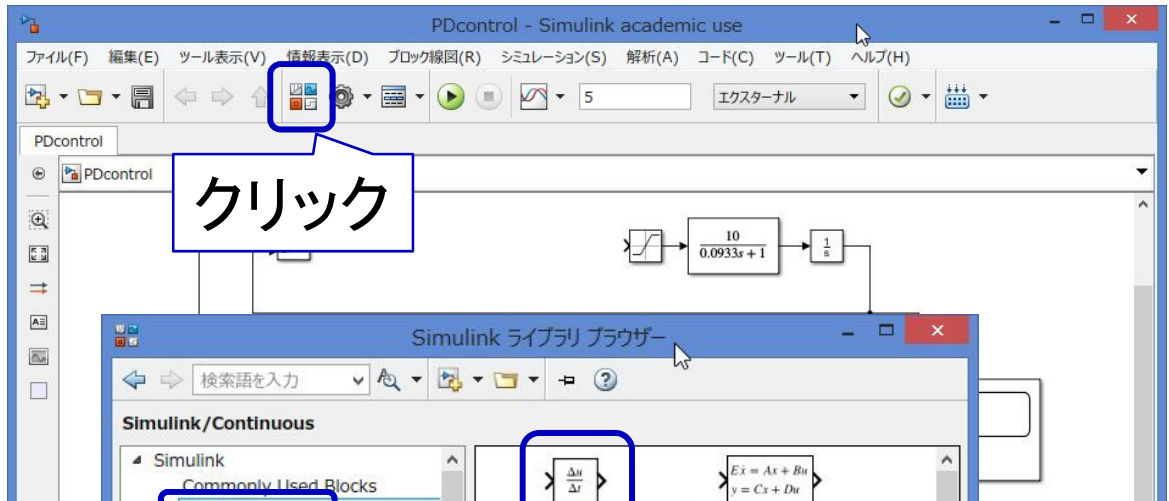 PDcontrol - Simulink academic use
ファイル(F) 編集(E) ツール表示(V) 情報表示(D) ブロック線図(R) シミュレーション(S) 解析(A) コード(C) ツール(T) ヘルプ(H)
5 エクスターナル
PDcontrol
PDcontrol
クリック
10
0.0933s + 1
1
s
Simulink ライブラリ ブラウザー
検索語を入力
Simulink/Continuous
Simulink
Commonly Used Blocks
Δu
Δt
Eẋ = Ax + Bu
y = Cx + Du